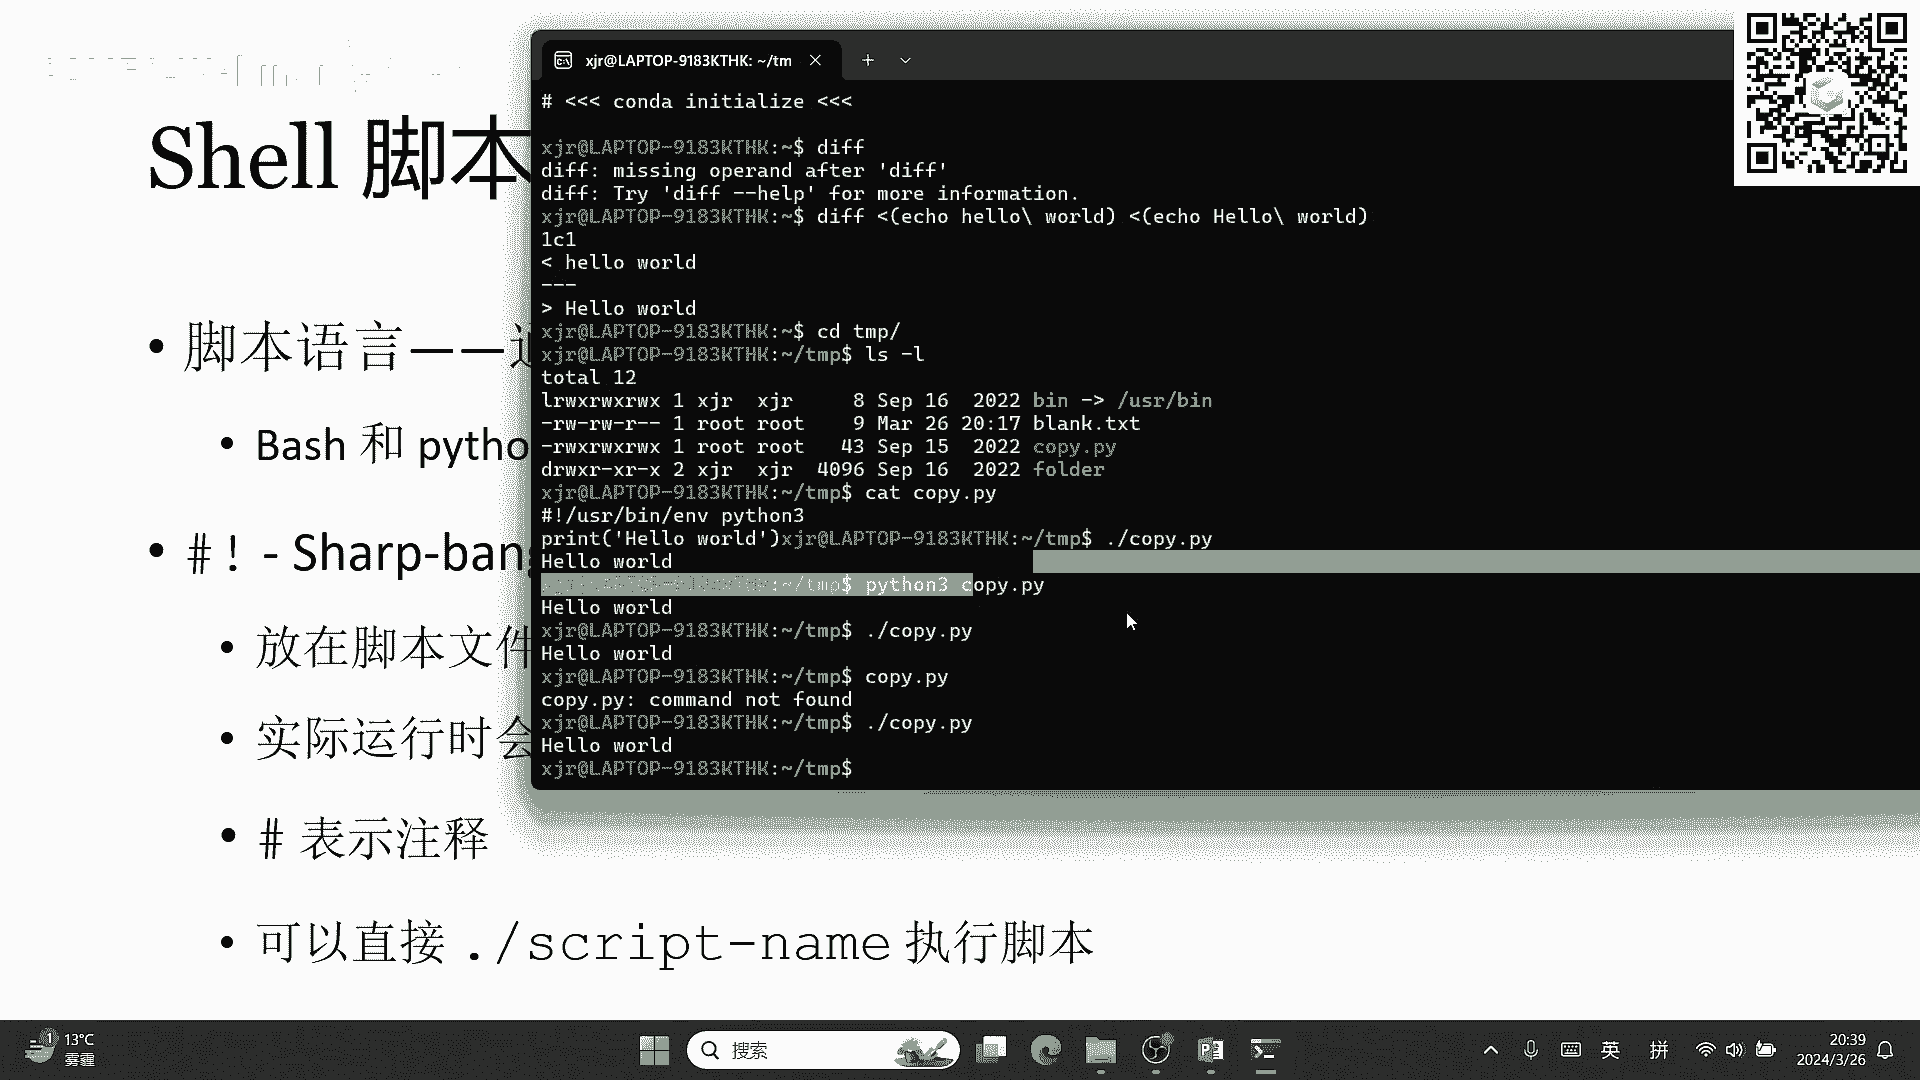 Shell 脚本
• 脚本语言——
• Bash 和 pytho
• #! - Sharp-bang
• 放在脚本文件
• 实际运行时会
• # 表示注释
• 可以直接 ./script-name 执行脚本
xjr@LAPTOP-9183KTHK: ~/tm
# <<< conda initialize <<<
xjr@LAPTOP-9183KTHK:~$ diff
diff: missing operand after 'diff'
diff: Try 'diff --help' for more information.
xjr@LAPTOP-9183KTHK:~$ diff <(echo hello\ world) <(echo Hello\ world)
1c1
< hello world
---
> Hello world
xjr@LAPTOP-9183KTHK:~$ cd tmp/
xjr@LAPTOP-9183KTHK:~/tmp$ ls -l
total 12
lrwxrwxrwx 1 xjr  xjr     8 Sep 16  2022 bin -> /usr/bin
-rw-rw-r-- 1 root root    9 Mar 26 20:17 blank.txt
-rwxrwxrwx 1 root root   43 Sep 15  2022 copy.py
drwxr-xr-x 2 xjr  xjr  4096 Sep 16  2022 folder
xjr@LAPTOP-9183KTHK:~/tmp$ cat copy.py
#!/usr/bin/env python3
print('Hello world')xjr@LAPTOP-9183KTHK:~/tmp$ ./copy.py
Hello world
xjr@LAPTOP-9183KTHK:~/tmp$ python3 copy.py
Hello world
xjr@LAPTOP-9183KTHK:~/tmp$ ./copy.py
Hello world
xjr@LAPTOP-9183KTHK:~/tmp$ copy.py
copy.py: command not found
xjr@LAPTOP-9183KTHK:~/tmp$ ./copy.py
Hello world
xjr@LAPTOP-9183KTHK:~/tmp$
1
13°C
雾霾
搜索
英
拼
20:39
2024/3/26